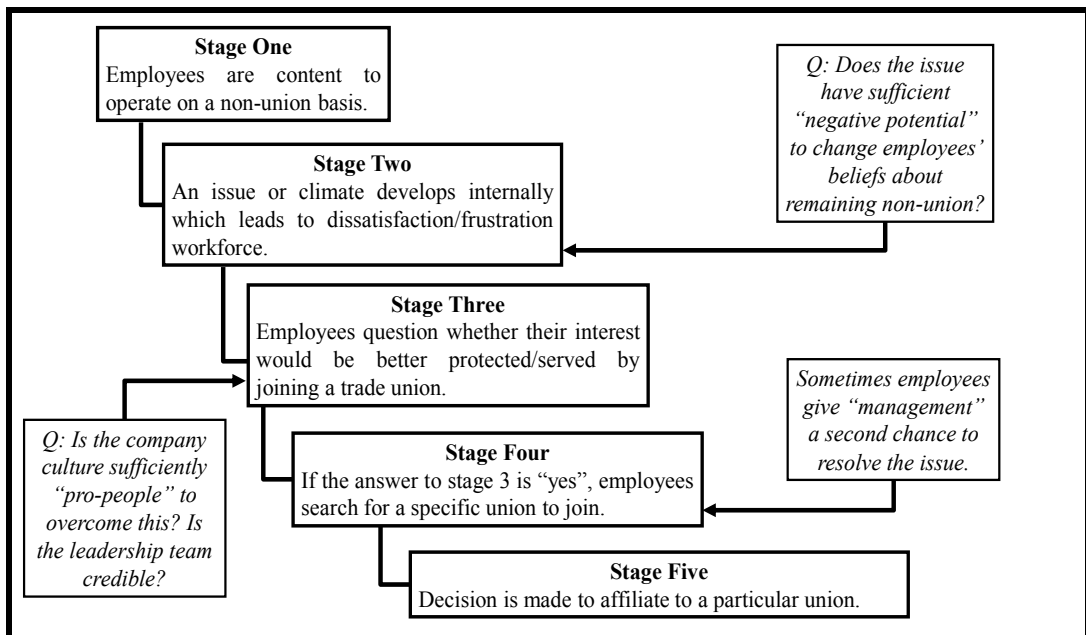 Stage One
Employees are content to
operate on a non-union basis.
Q: Does the issue
have sufficient
“negative potential”
to change employees’
beliefs about
remaining non-union?
Stage Two
An issue or climate develops internally
which leads to dissatisfaction/frustration
workforce.
Stage Three
Employees question whether their interest
would be better protected/served by
joining a trade union.
Q: Is the company
culture sufficiently
“pro-people” to
overcome this? Is
the leadership team
credible?
Sometimes employees
give “management”
a second chance to
resolve the issue.
Stage Four
If the answer to stage 3 is “yes”, employees
search for a specific union to join.
Stage Five
Decision is made to affiliate to a particular union.